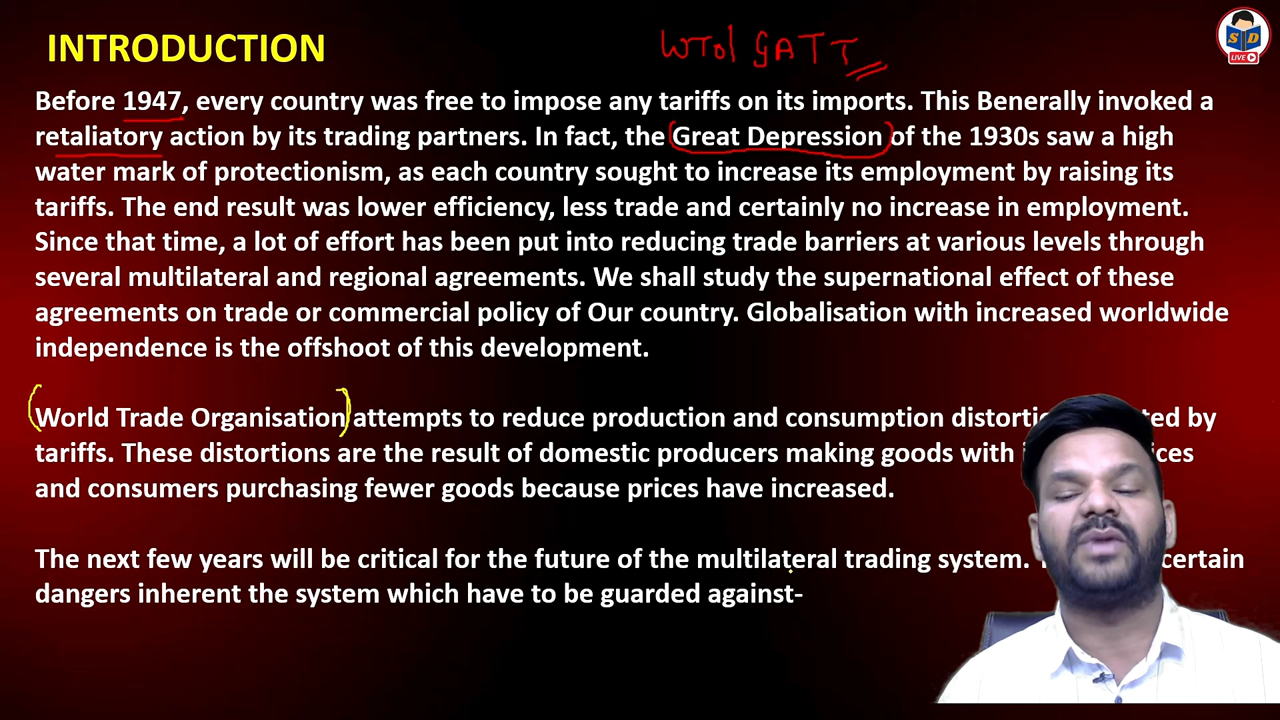 INTRODUCTION
WTO/ GATT
S D
LIVE
Before 1947, every country was free to impose any tariffs on its imports. This Benerally invoked a
retaliatory action by its trading partners. In fact, the Great Depression of the 1930s saw a high
water mark of protectionism, as each country sought to increase its employment by raising its
tariffs. The end result was lower efficiency, less trade and certainly no increase in employment.
Since that time, a lot of effort has been put into reducing trade barriers at various levels through
several multilateral and regional agreements. We shall study the supernational effect of these
agreements on trade or commercial policy of Our country. Globalisation with increased worldwide
independence is the offshoot of this development.
World Trade Organisation attempts to reduce production and consumption by
tariffs. These distortions are the result of domestic producers making goods with
and consumers purchasing fewer goods because prices have increased.
The next few years will be critical for the future of the multilateral trading system. certain
dangers inherent the system which have to be guarded against-